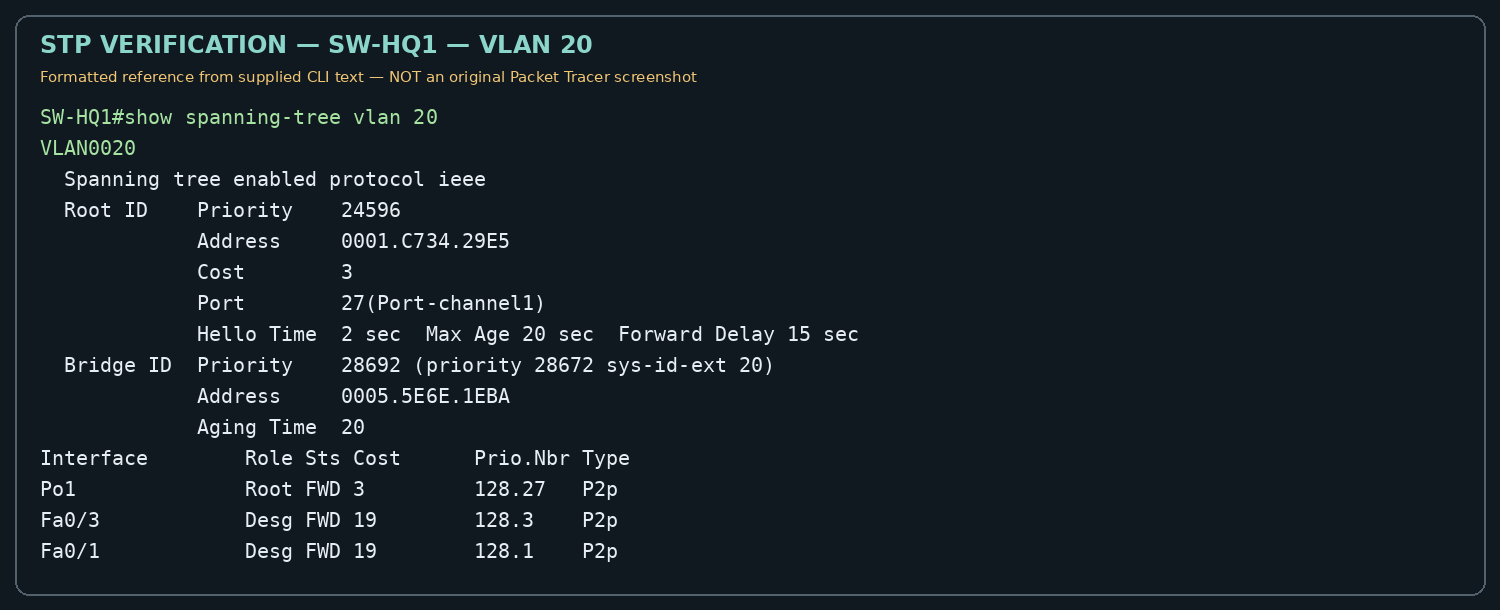 STP VERIFICATION — SW-HQ1 — VLAN 20
Formatted reference from supplied CLI text — NOT an original Packet Tracer screenshot
SW-HQ1#show spanning-tree vlan 20
VLAN0020
  Spanning tree enabled protocol ieee
  Root ID    Priority    24596
             Address     0001.C734.29E5
             Cost        3
             Port        27(Port-channel1)
             Hello Time  2 sec  Max Age 20 sec  Forward Delay 15 sec
  Bridge ID  Priority    28692 (priority 28672 sys-id-ext 20)
             Address     0005.5E6E.1EBA
             Aging Time  20
Interface        Role Sts Cost      Prio.Nbr Type
Po1              Root FWD 3         128.27   P2p
Fa0/3            Desg FWD 19        128.3    P2p
Fa0/1            Desg FWD 19        128.1    P2p